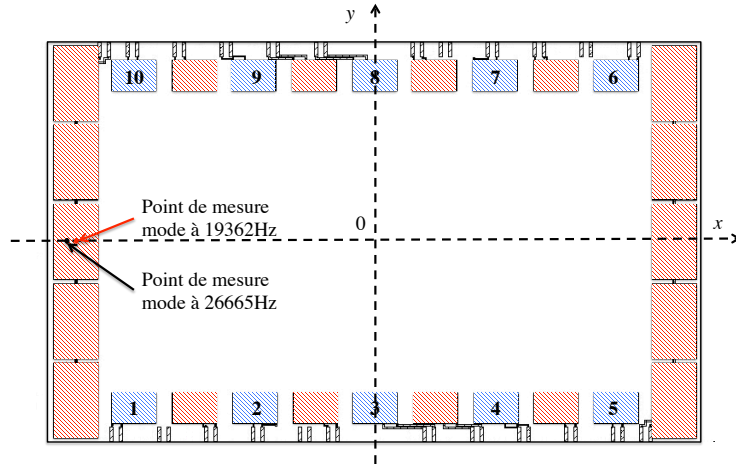 y
10 9 8 7 6
Point de mesure
mode à 19362Hz
0 x
Point de mesure
mode à 26665Hz
1 2 3 4 5